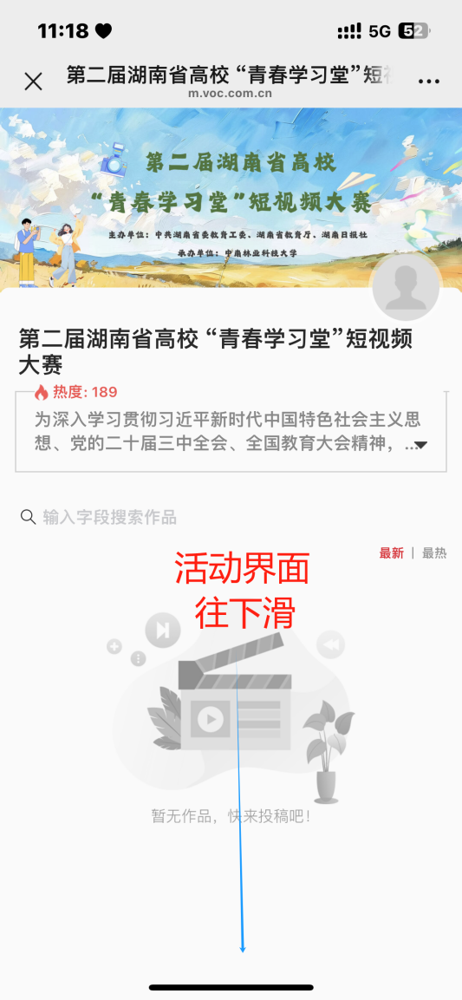 11:18
5G
52
第二届湖南省高校 “青春学习堂”短
m.voc.com.cn
第二届湖南省高校
“青春学习堂”短视频大赛
主办单位：中共湖南省委教育工委、湖南省教育厅、湖南日报社
承办单位：中南林业科技大学
第二届湖南省高校 “青春学习堂”短视频
大赛
热度: 189
为深入学习贯彻习近平新时代中国特色社会主义思
想、党的二十届三中全会、全国教育大会精神，...
输入字段搜索作品
最新 | 最热
活动界面
往下滑
暂无作品，快来投稿吧！